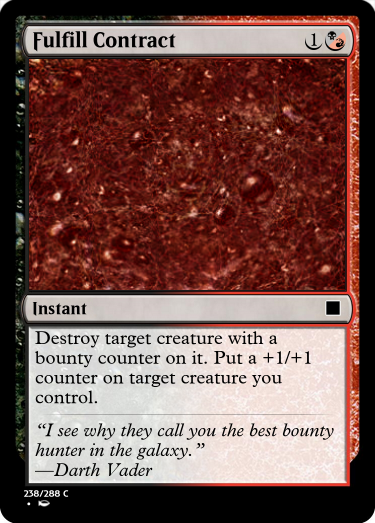 Fulfill Contract 1
Instant
Destroy target creature with a
bounty counter on it. Put a +1/+1
counter on target creature you
control.
“I see why they call you the best bounty
hunter in the galaxy.”
—Darth Vader
238/288 C